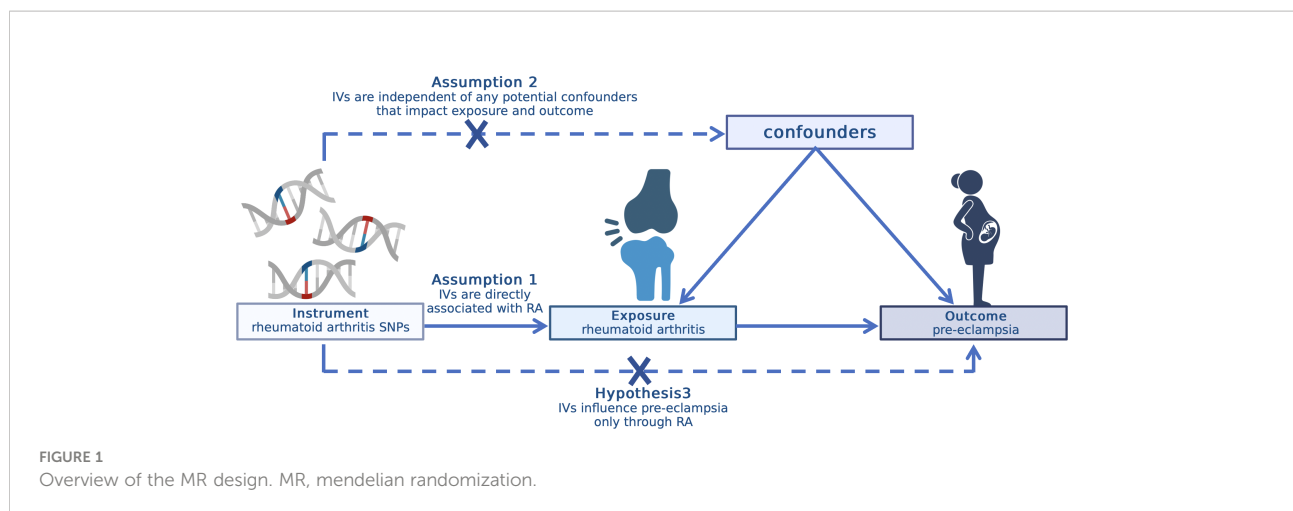 Assumption 2
IVs are independent of any potential confounders
that impact exposure and outcome
confounders
Assumption 1
IVs are directly
associated with RA
Instrument
rheumatoid arthritis SNPs
Exposure
rheumatoid arthritis
Outcome
pre-eclampsia
Hypothesis3
IVs influence pre-eclampsia
only through RA
FIGURE 1
Overview of the MR design. MR, mendelian randomization.